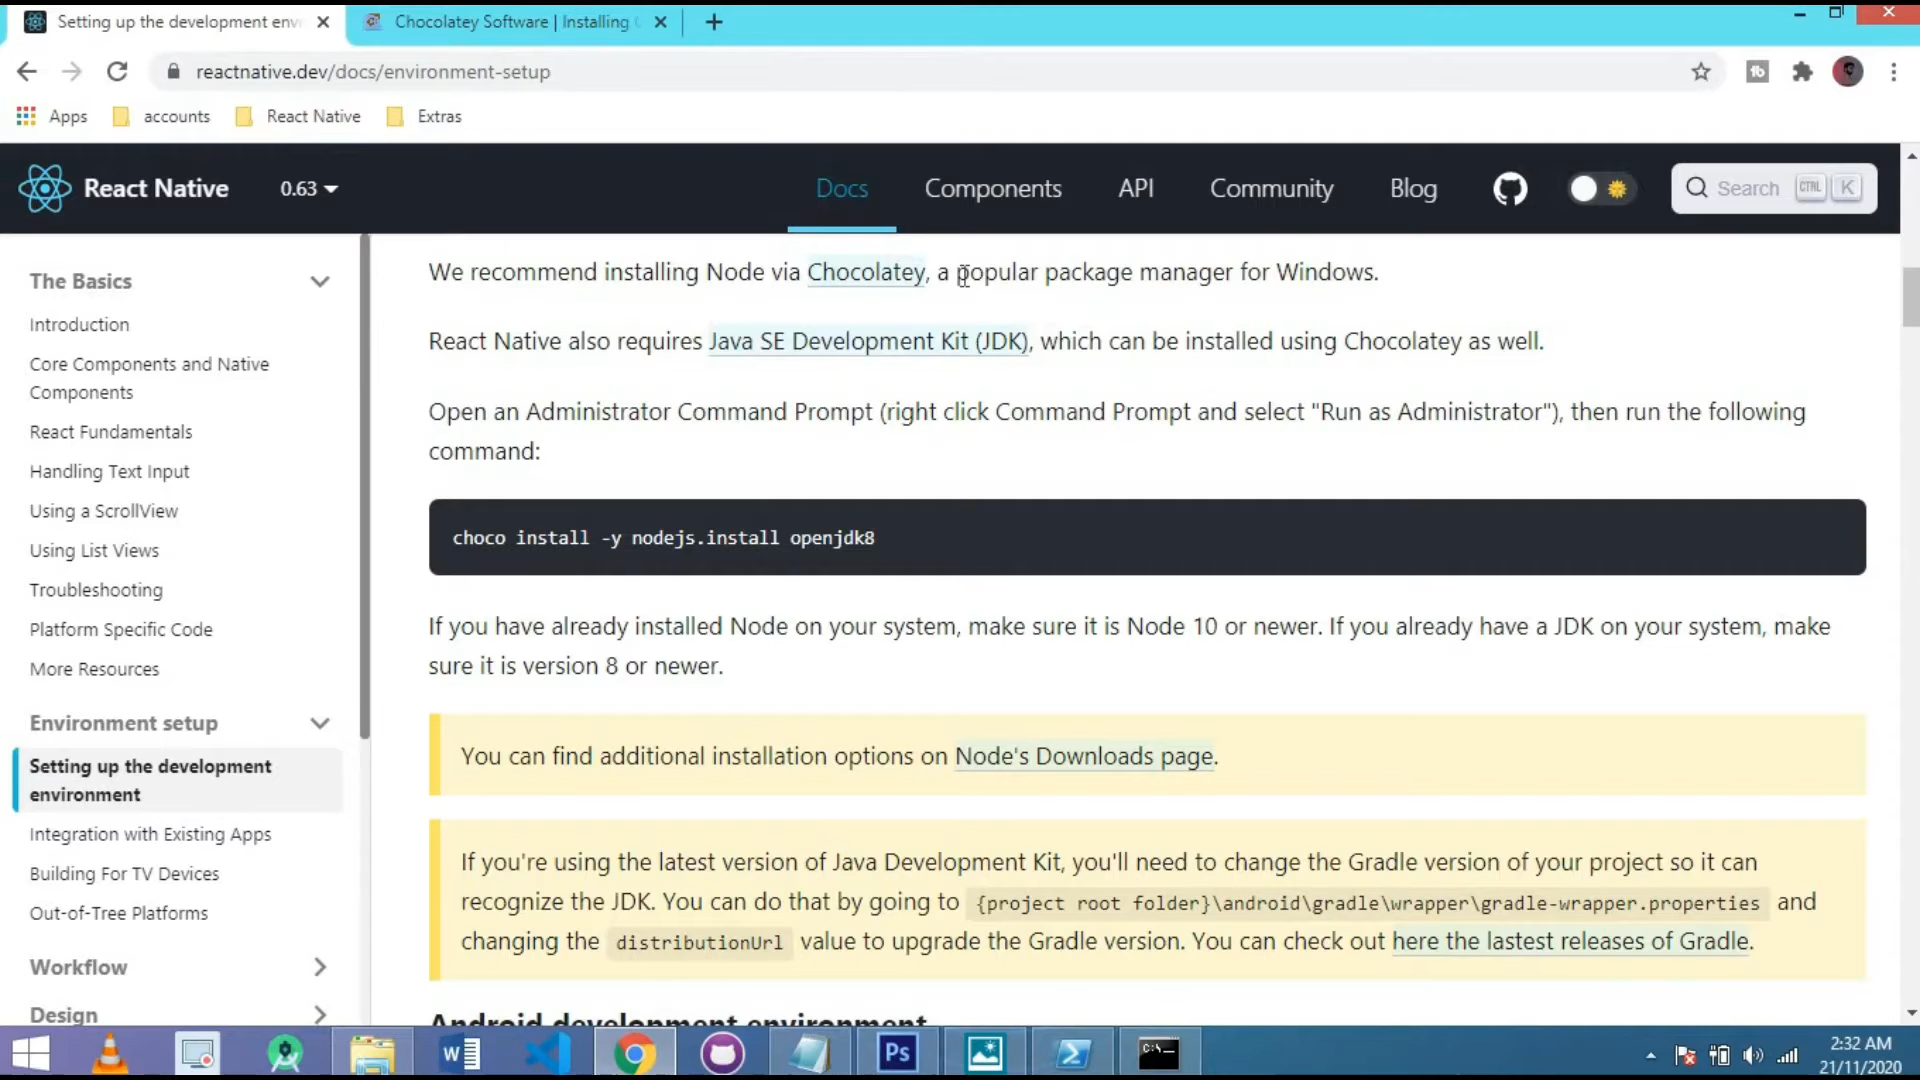 Setting up the development envi
Chocolatey Software | Installing
reactnative.dev/docs/environment-setup
Apps
accounts
React Native
Extras
React Native
0.63
Docs
Components
API
Community
Blog
Search
CTRL
K
The Basics
Introduction
Core Components and Native
Components
React Fundamentals
Handling Text Input
Using a ScrollView
Using List Views
Troubleshooting
Platform Specific Code
More Resources
Environment setup
Setting up the development
environment
Integration with Existing Apps
Building For TV Devices
Out-of-Tree Platforms
Workflow
Design
We recommend installing Node via Chocolatey, a popular package manager for Windows.
React Native also requires Java SE Development Kit (JDK), which can be installed using Chocolatey as well.
Open an Administrator Command Prompt (right click Command Prompt and select "Run as Administrator"), then run the following
command:
choco install -y nodejs.install openjdk8
If you have already installed Node on your system, make sure it is Node 10 or newer. If you already have a JDK on your system, make
sure it is version 8 or newer.
You can find additional installation options on Node's Downloads page.
If you're using the latest version of Java Development Kit, you'll need to change the Gradle version of your project so it can
recognize the JDK. You can do that by going to {project root folder}\android\gradle\wrapper\gradle-wrapper.properties and
changing the distributionUrl value to upgrade the Gradle version. You can check out here the lastest releases of Gradle.
Android development environment
W
Ps
C:\
2:32 AM
21/11/2020